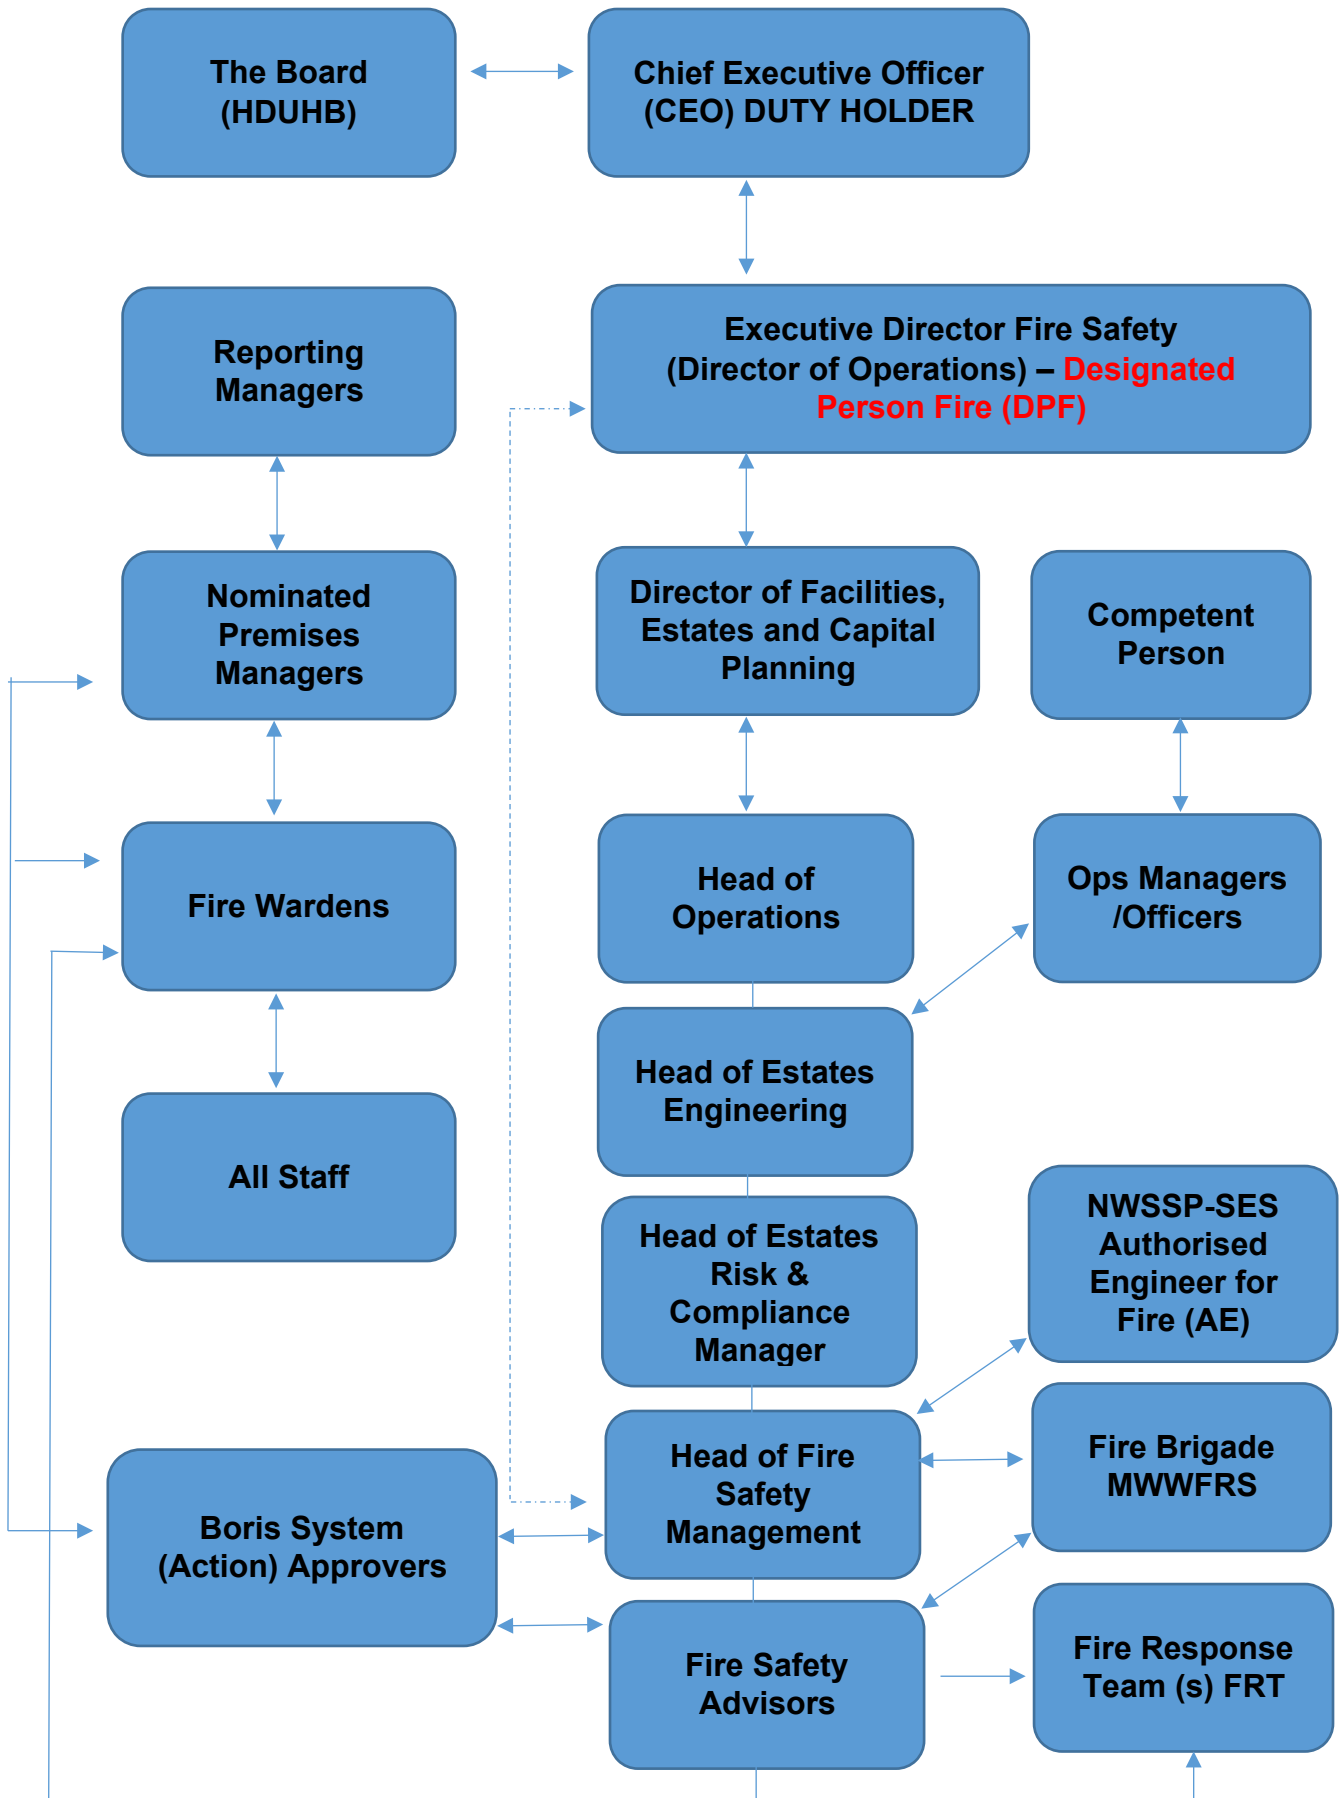 The Board
(HDUHB)
Chief Executive Officer
(CEO) DUTY HOLDER
Reporting
Managers
Executive Director Fire Safety
(Director of Operations) – Designated
Person Fire (DPF)
Nominated
Premises
Managers
Director of Facilities,
Estates and Capital
Planning
Competent
Person
Fire Wardens
Head of
Operations
Ops Managers
/Officers
All Staff
Head of Estates
Engineering
Head of Estates
Risk &
Compliance
Manager
NWSSP-SES
Authorised
Engineer for
Fire (AE)
Boris System
(Action) Approvers
Head of Fire
Safety
Management
Fire Brigade
MWWFRS
Fire Safety
Advisors
Fire Response
Team (s) FRT